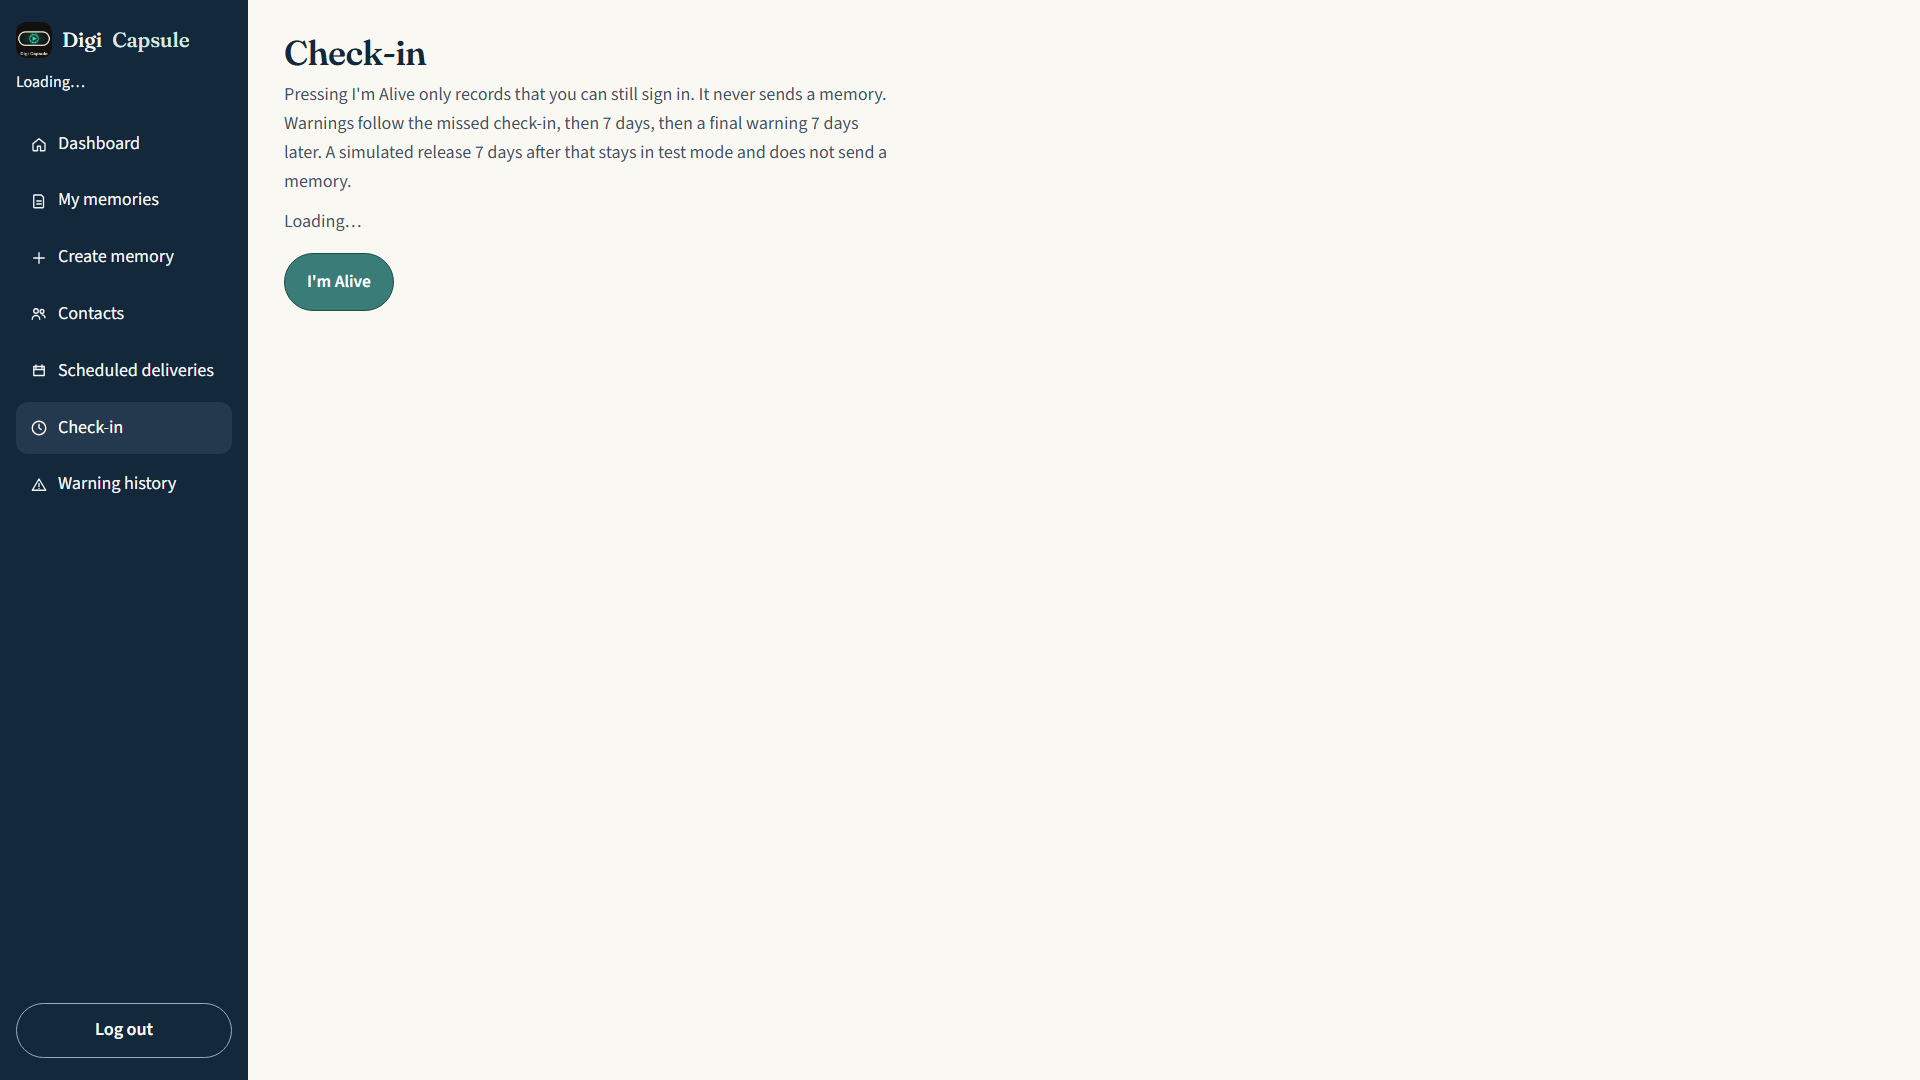 Digi Capsule
Digi Capsule
Loading…
Dashboard
My memories
Create memory
Contacts
Scheduled deliveries
Check-in
Warning history
Log out
Check-in
Pressing I'm Alive only records that you can still sign in. It never sends a memory.
Warnings follow the missed check-in, then 7 days, then a final warning 7 days
later. A simulated release 7 days after that stays in test mode and does not send a
memory.
Loading…
I'm Alive